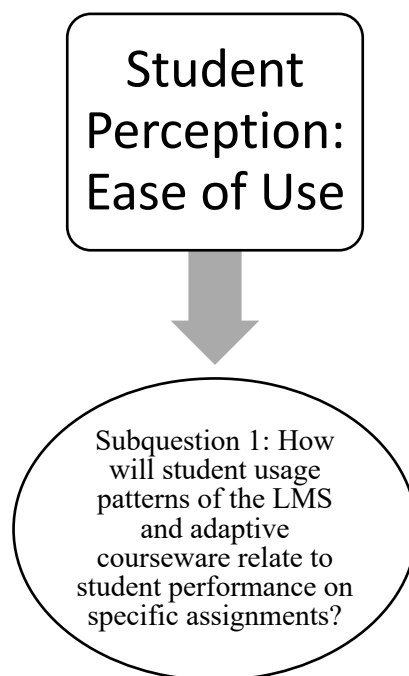 Student
Perception:
Ease of Use
Subquestion 1: How
will student usage
patterns of the LMS
and adaptive
courseware relate to
student performance on
specific assignments?